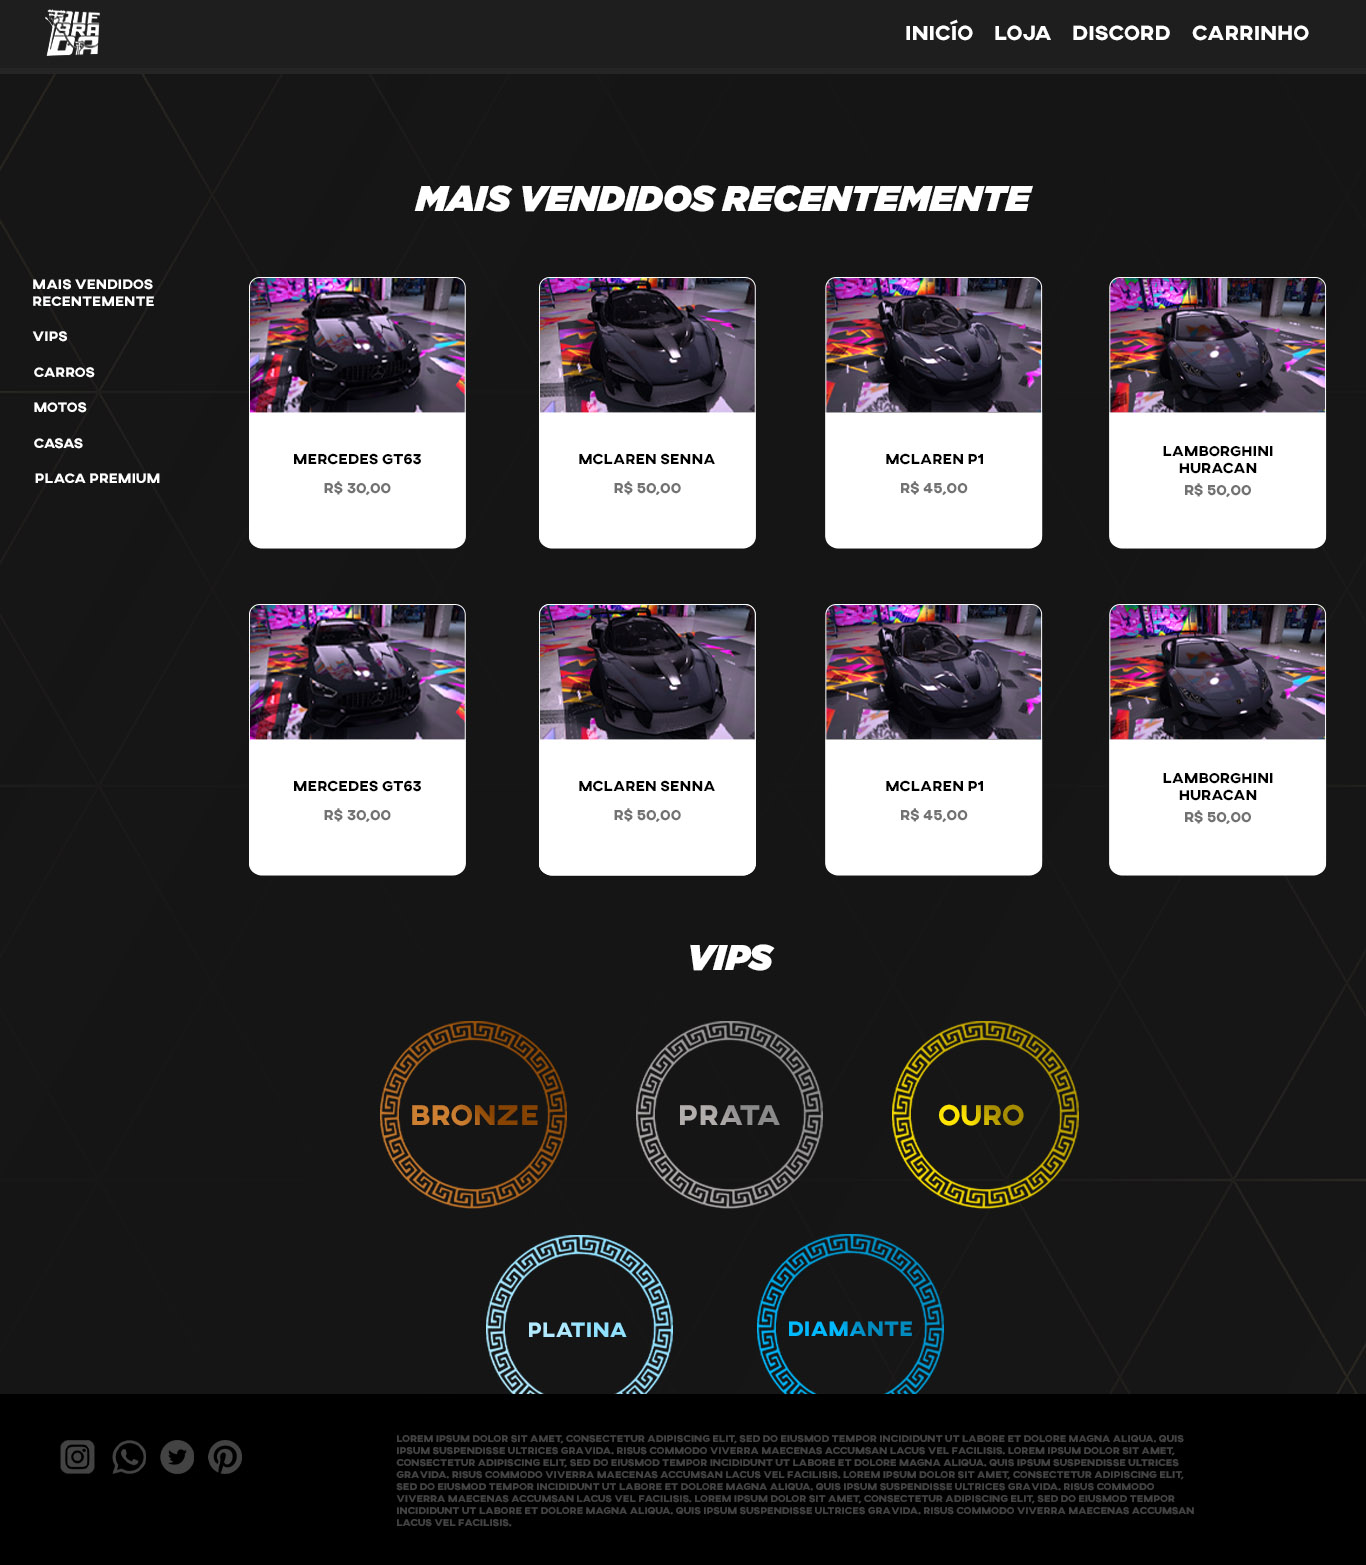 QUE
BRA
DA
INICÍO LOJA DISCORD CARRINHO
MAIS VENDIDOS RECENTEMENTE
MAIS VENDIDOS
RECENTEMENTE
VIPS
CARROS
MOTOS
CASAS
PLACA PREMIUM
MERCEDES GT63
R$ 30,00
MCLAREN SENNA
R$ 50,00
MCLAREN P1
R$ 45,00
LAMBORGHINI
HURACAN
R$ 50,00
MERCEDES GT63
R$ 30,00
MCLAREN SENNA
R$ 50,00
MCLAREN P1
R$ 45,00
LAMBORGHINI
HURACAN
R$ 50,00
VIPS
BRONZE
PRATA
OURO
PLATINA
DIAMANTE
LOREM IPSUM DOLOR SIT AMET, CONSECTETUR ADIPISCING ELIT, SED DO EIUSMOD TEMPOR INCIDIDUNT UT LABORE ET DOLORE MAGNA ALIQUA. QUIS
IPSUM SUSPENDISSE ULTRICES GRAVIDA. RISUS COMMODO VIVERRA MAECENAS ACCUMSAN LACUS VEL FACILISIS. LOREM IPSUM DOLOR SIT AMET,
CONSECTETUR ADIPISCING ELIT, SED DO EIUSMOD TEMPOR INCIDIDUNT UT LABORE ET DOLORE MAGNA ALIQUA. QUIS IPSUM SUSPENDISSE ULTRICES
GRAVIDA. RISUS COMMODO VIVERRA MAECENAS ACCUMSAN LACUS VEL FACILISIS. LOREM IPSUM DOLOR SIT AMET, CONSECTETUR ADIPISCING ELIT,
SED DO EIUSMOD TEMPOR INCIDIDUNT UT LABORE ET DOLORE MAGNA ALIQUA. QUIS IPSUM SUSPENDISSE ULTRICES GRAVIDA. RISUS COMMODO
VIVERRA MAECENAS ACCUMSAN LACUS VEL FACILISIS. LOREM IPSUM DOLOR SIT AMET, CONSECTETUR ADIPISCING ELIT, SED DO EIUSMOD TEMPOR
INCIDIDUNT UT LABORE ET DOLORE MAGNA ALIQUA. QUIS IPSUM SUSPENDISSE ULTRICES GRAVIDA. RISUS COMMODO VIVERRA MAECENAS ACCUMSAN
LACUS VEL FACILISIS.